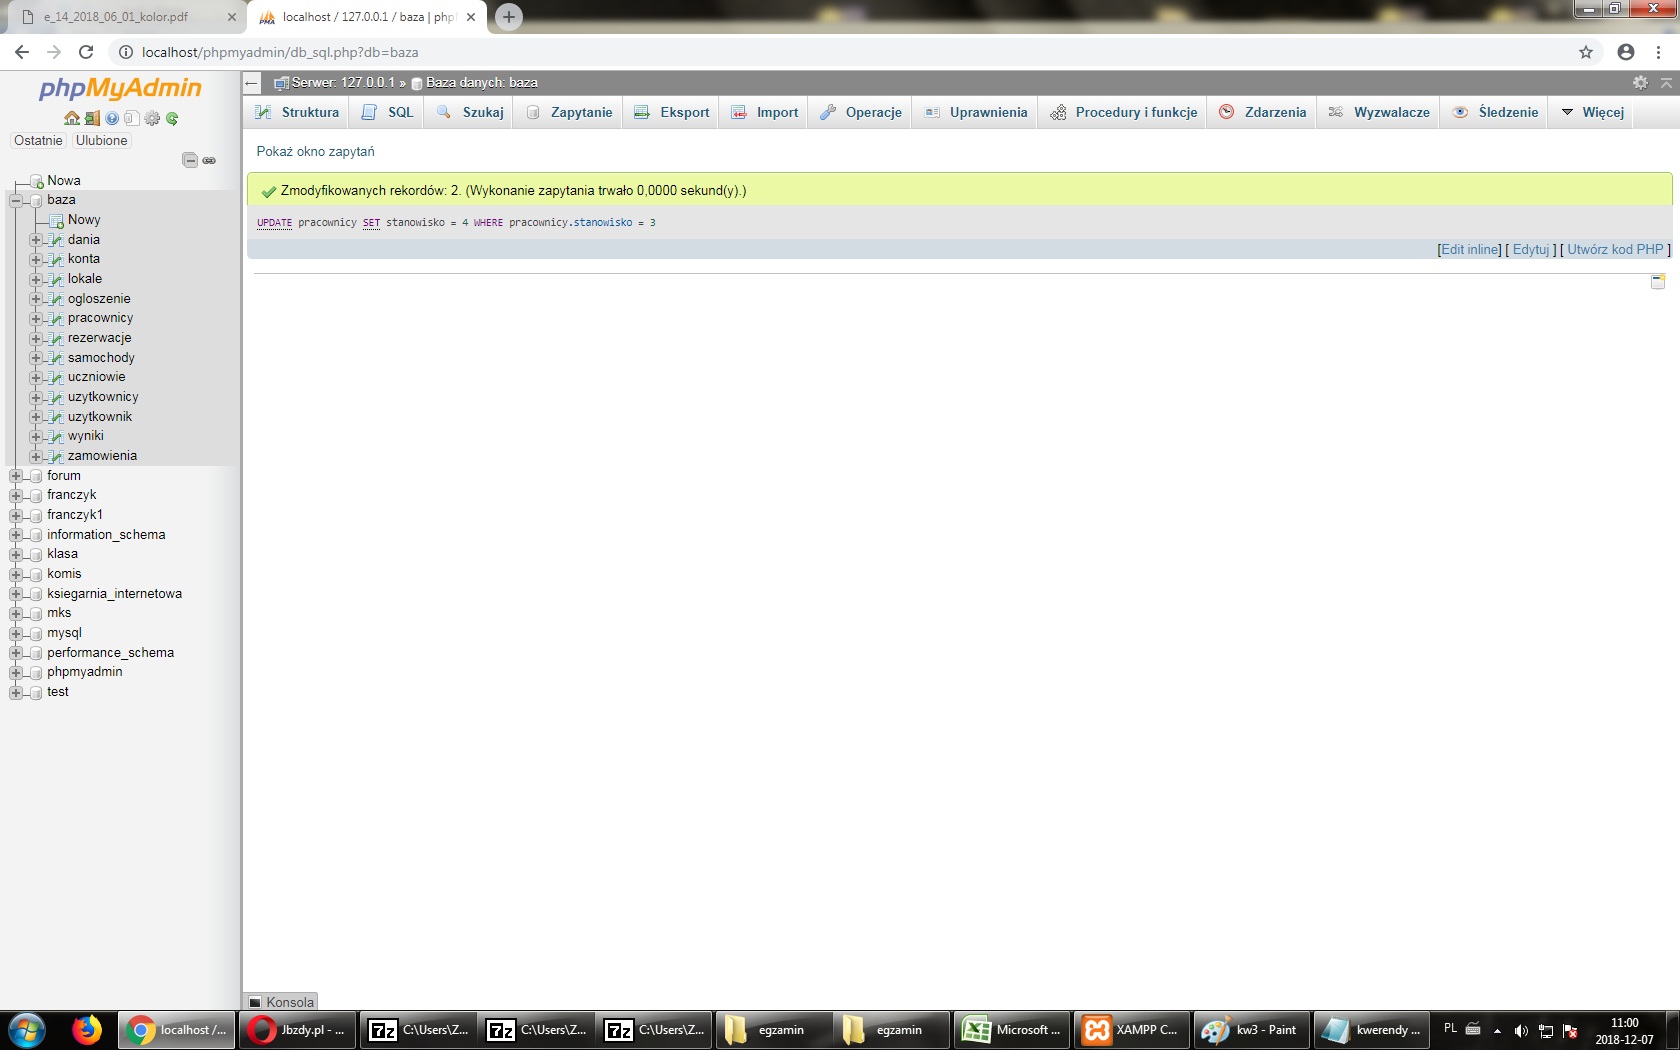 e_14_2018_06_01_kolor.pdf
localhost / 127.0.0.1 / baza | php
localhost/phpmyadmin/db_sql.php?db=baza
phpMyAdmin
Ostatnie Ulubione
Nowa
baza
Nowy
dania
konta
lokale
ogloszenie
pracownicy
rezerwacje
samochody
uczniowie
uzytkownicy
uzytkownik
wyniki
zamowienia
forum
franczyk
franczyk1
information_schema
klasa
komis
ksiegarnia_internetowa
mks
mysql
performance_schema
phpmyadmin
test
Serwer: 127.0.0.1 » Baza danych: baza
Struktura SQL Szukaj Zapytanie Eksport Import Operacje Uprawnienia Procedury i funkcje Zdarzenia Wyzwalacze Śledzenie Więcej
Pokaż okno zapytań
Zmodyfikowanych rekordów: 2. (Wykonanie zapytania trwało 0,0000 sekund(y).)
UPDATE pracownicy SET stanowisko = 4 WHERE pracownicy.stanowisko = 3
[Edit inline] [ Edytuj ] [ Utwórz kod PHP ]
Konsola
localhost /... Jbzdy.pl - ... C:\Users\Z... C:\Users\Z... C:\Users\Z... egzamin egzamin Microsoft ... XAMPP C... kw3 - Paint kwerendy ... PL
11:00
2018-12-07